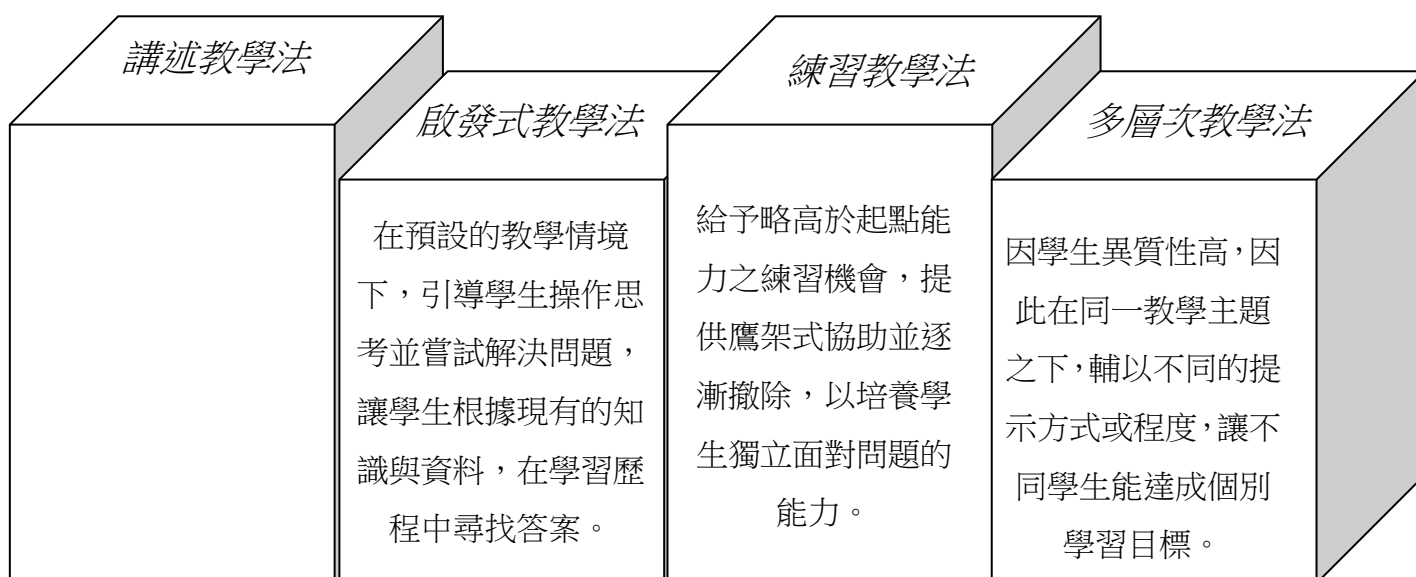 講述教學法
啟發式教學法
在預設的教學情境
下，引導學生操作思
考並嘗試解決問題，
讓學生根據現有的知
識與資料，在學習歷
程中尋找答案。
練習教學法
給予略高於起點能
力之練習機會，提
供鷹架式協助並逐
漸撤除，以培養學
生獨立面對問題的
能力。
多層次教學法
因學生異質性高，因
此在同一教學主題
之下，輔以不同的提
示方式或程度，讓不
同學生能達成個別
學習目標。